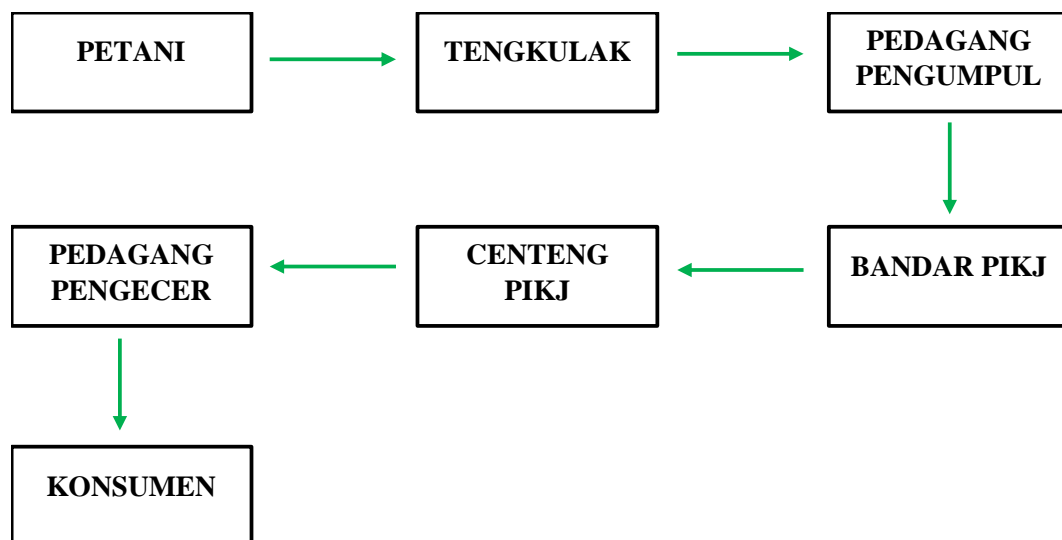 PETANI
TENGKULAK
PEDAGANG
PENGUMPUL
BANDAR PIKJ
CENTENG
PIKJ
PEDAGANG
PENGECER
KONSUMEN